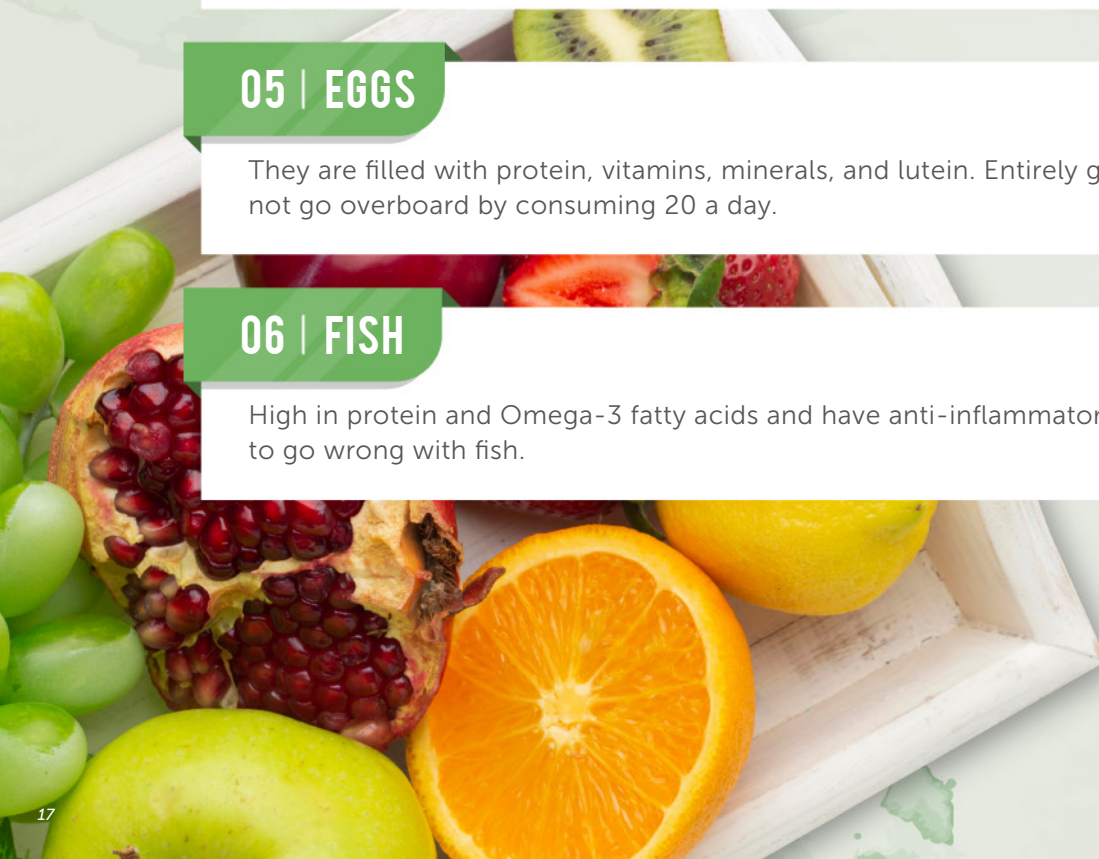 05 | EGGS
They are filled with protein, vitamins, minerals, and lutein. Entirely
not go overboard by consuming 20 a day.
06 | FISH
High in protein and Omega-3 fatty acids and have
to go wrong with fish.
17